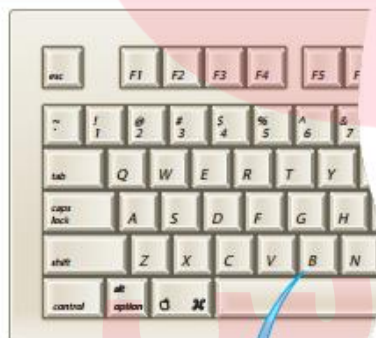 esc F1 F2 F3 F4 F5 F
~ ! @ # $ % ^ &
1 2 3 4 5 6 7
tab Q W E R T Y
caps
lock A S D F G H
shift Z X C V B N
alt
control option ⌘